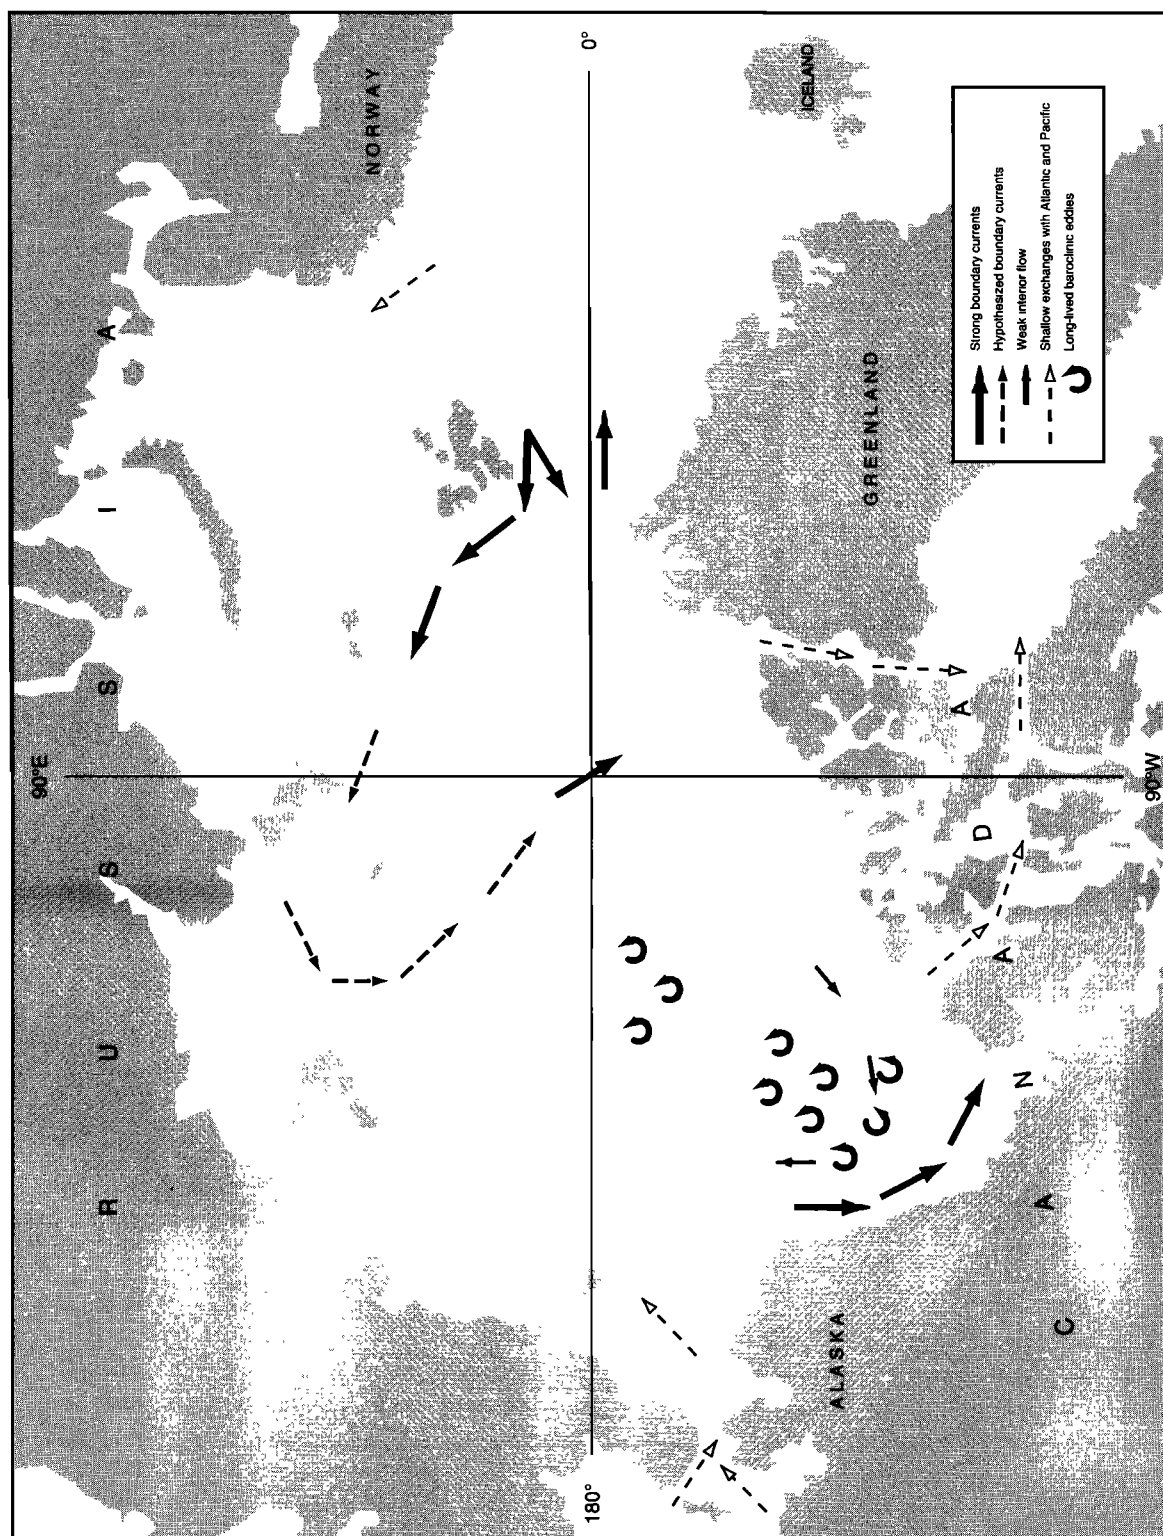 90°E
R U S S I A
NORWAY
180°
0°
ICELAND
GREENLAND
ALASKA
C A N A D A
90°W
Strong boundary currents
Hypothesized boundary currents
Weak interior flow
Shallow exchanges with Atlantic and Pacific
Long-lived baroclinic eddies